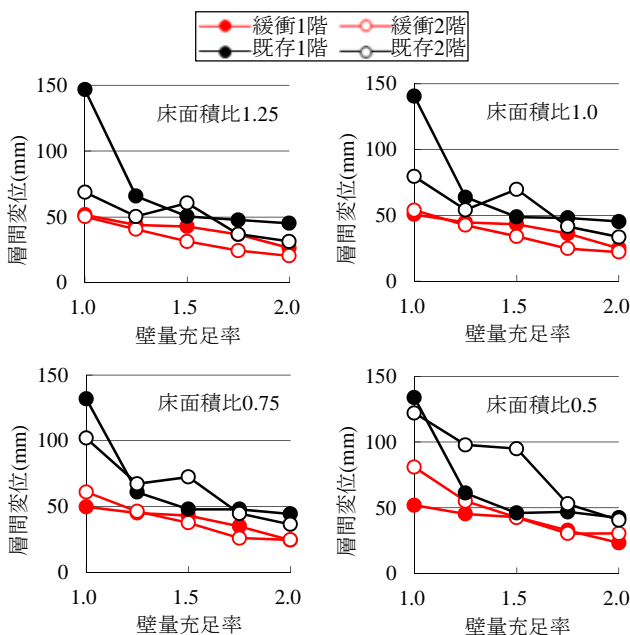 緩衝1階 緩衝2階
既存1階 既存2階
床面積比1.25
150
100
50
0
層間変位(mm)
1.0 1.5 2.0
壁量充足率
床面積比1.0
150
100
50
0
層間変位(mm)
1.0 1.5 2.0
壁量充足率
床面積比0.75
150
100
50
0
層間変位(mm)
1.0 1.5 2.0
壁量充足率
床面積比0.5
150
100
50
0
層間変位(mm)
1.0 1.5 2.0
壁量充足率